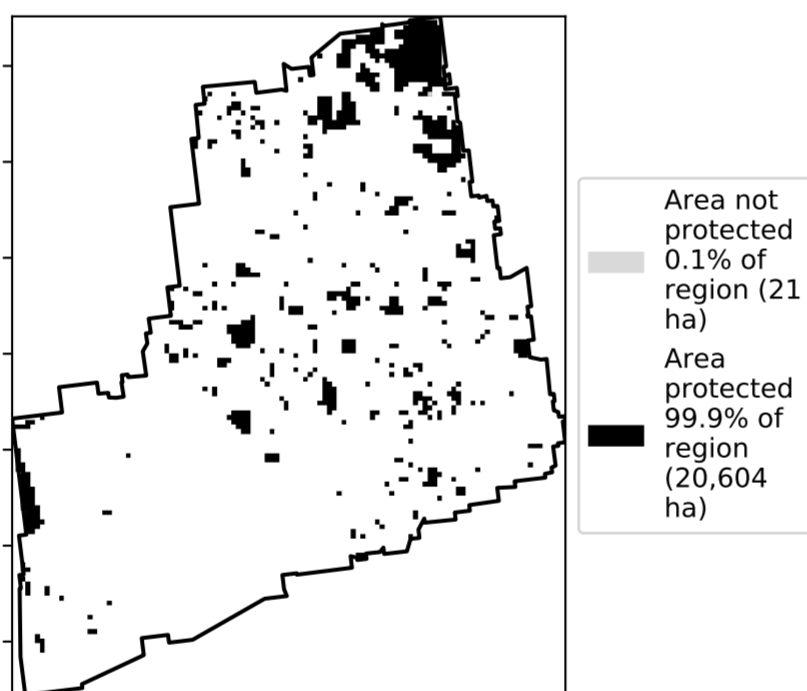 Area not
protected
0.1% of
region (21
ha)
Area
protected
99.9% of
region
(20,604
ha)